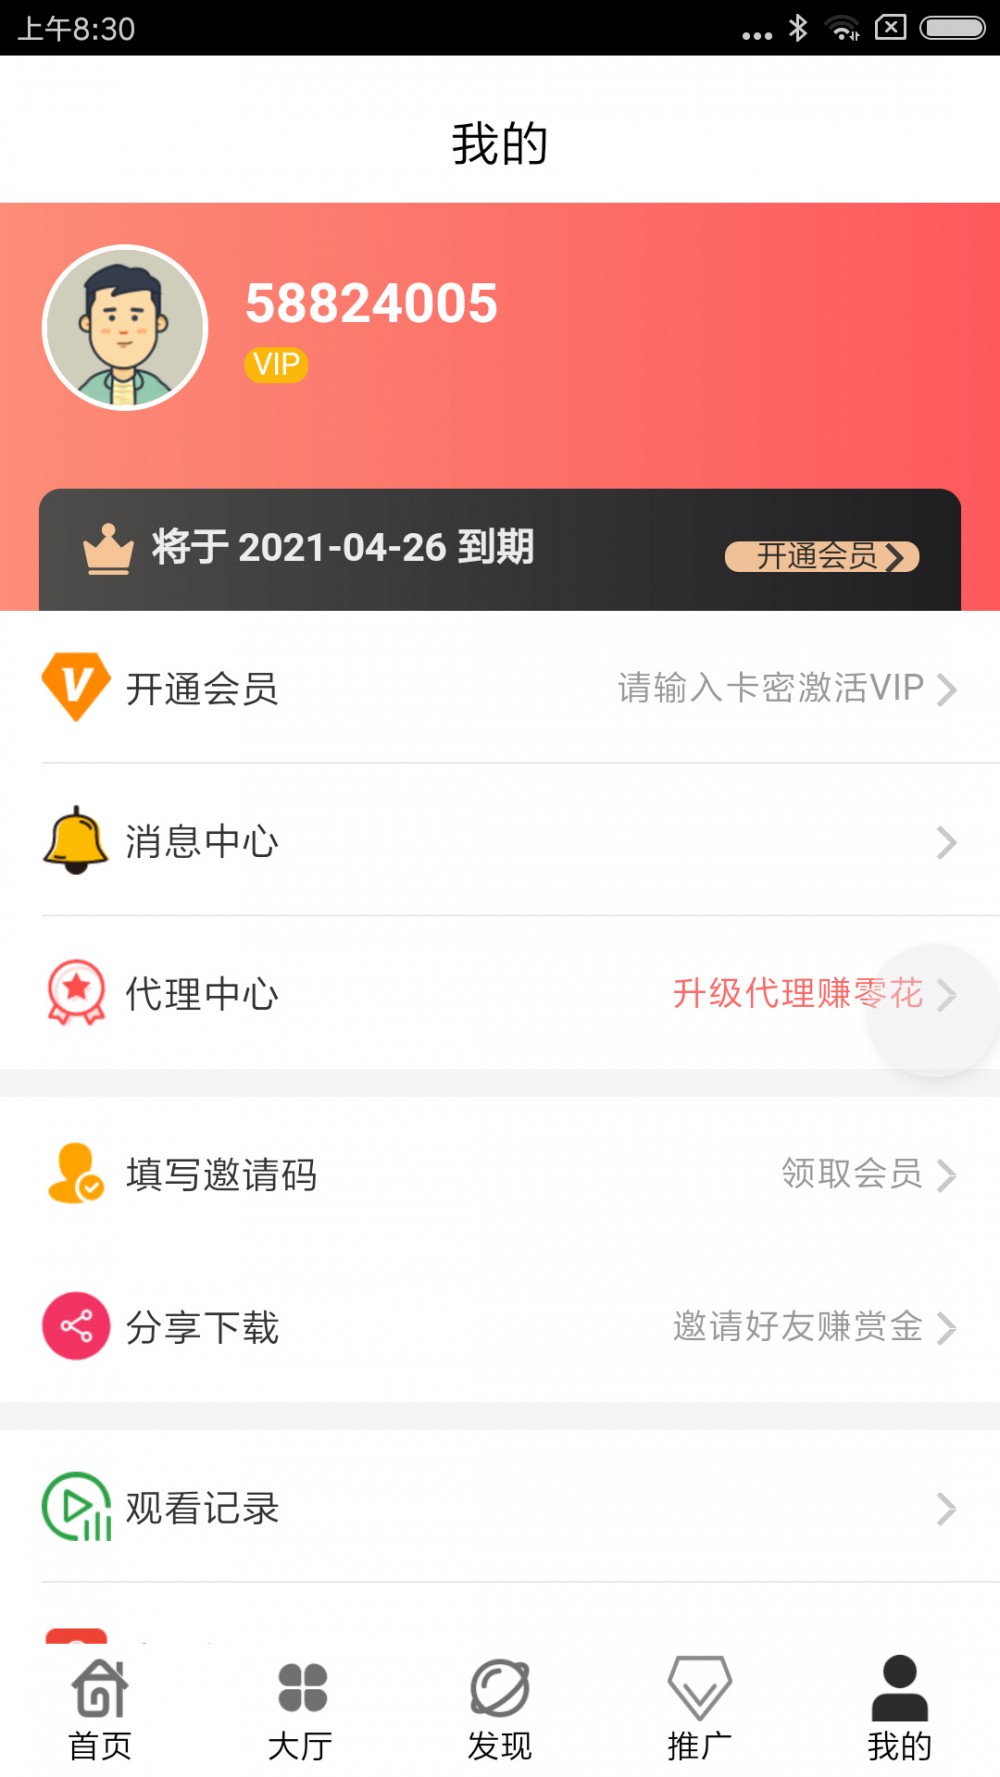 上午8:30
我的
58824005
VIP
将于 2021-04-26 到期
开通会员
开通会员
请输入卡密激活VIP
消息中心
代理中心
升级代理赚零花
填写邀请码
领取会员
分享下载
邀请好友赚赏金
观看记录
首页
大厅
发现
推广
我的